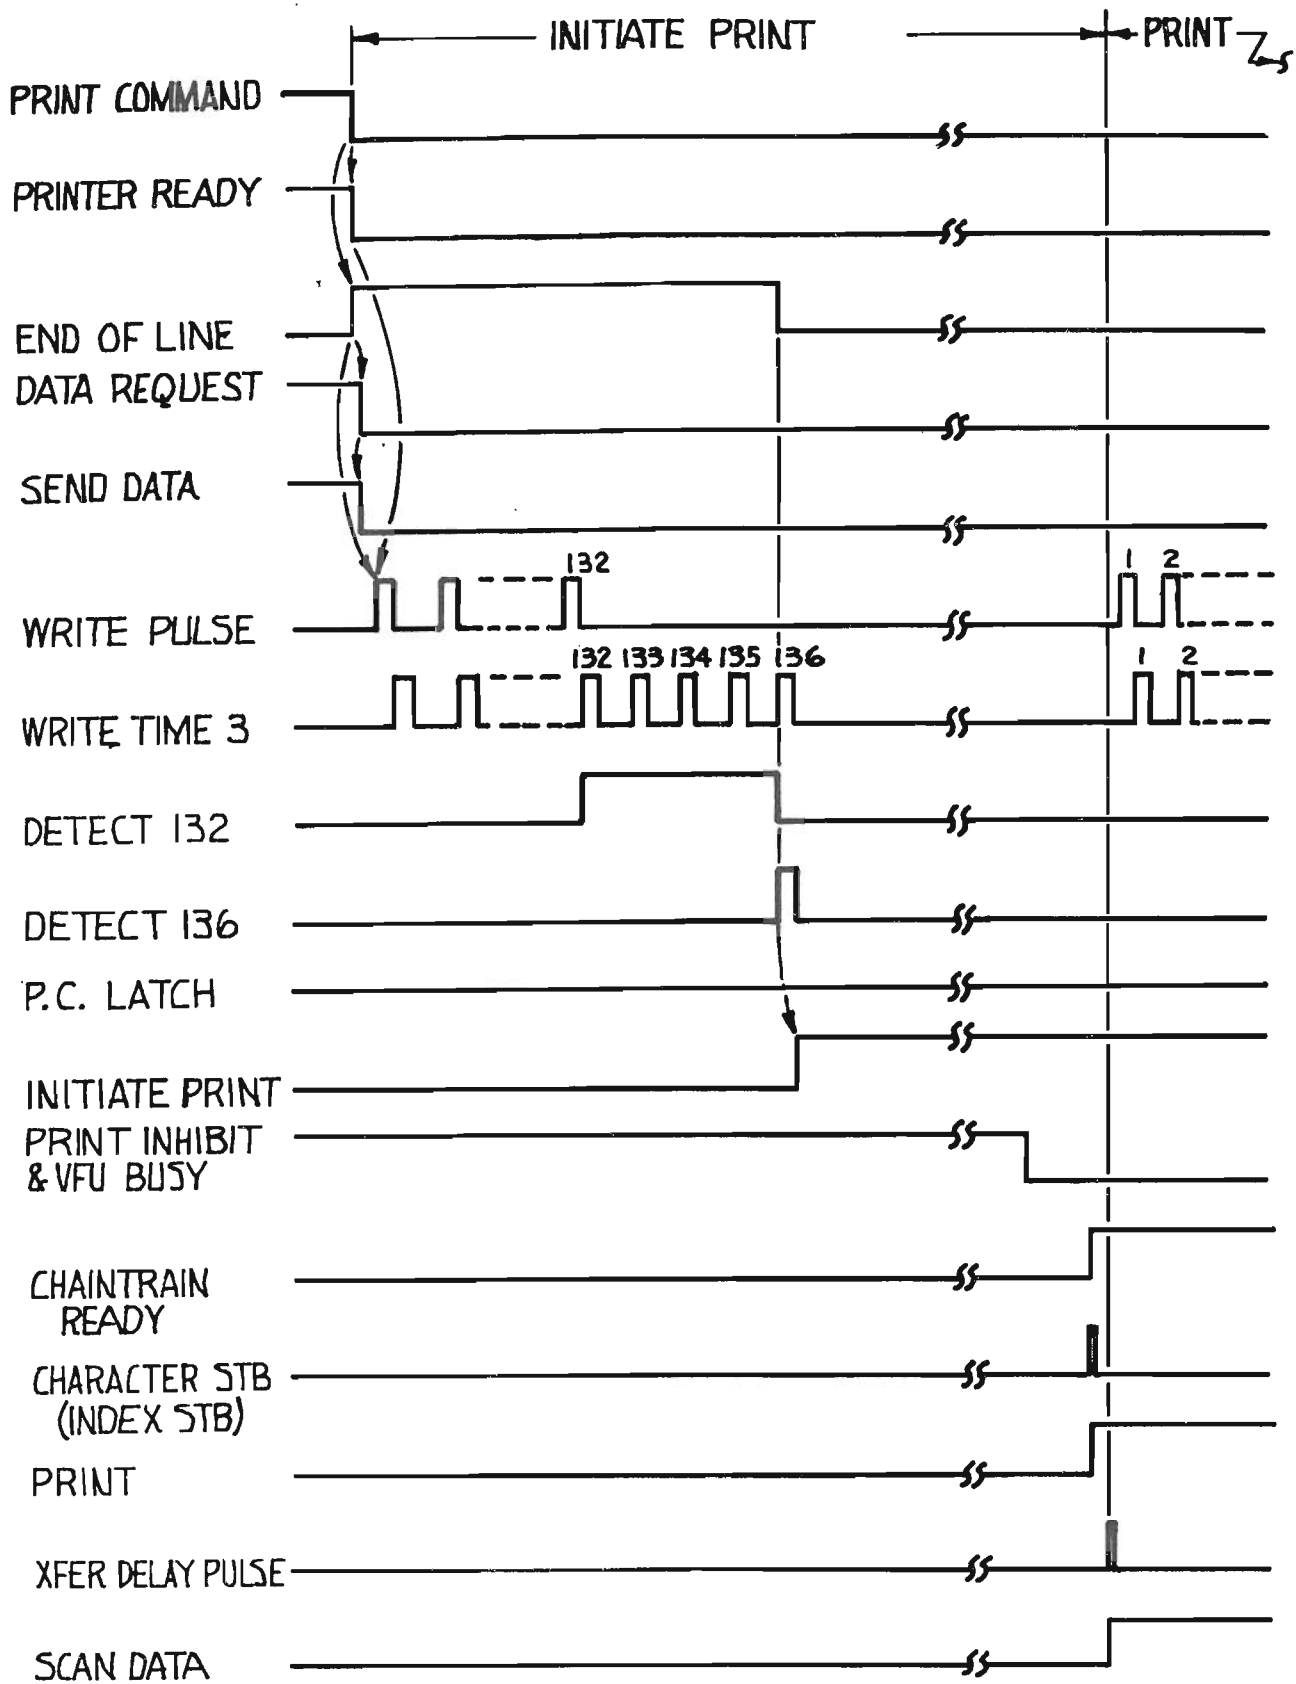 INITIATE PRINT PRINT
PRINT COMMAND
PRINTER READY
END OF LINE
DATA REQUEST
SEND DATA
132 1 2
WRITE PULSE
132 133 134 135 136 1 2
WRITE TIME 3
DETECT 132
DETECT 136
P.C. LATCH
INITIATE PRINT
PRINT INHIBIT
& VFU BUSY
CHAINTRAIN
READY
CHARACTER STB
(INDEX STB)
PRINT
XFER DELAY PULSE
SCAN DATA